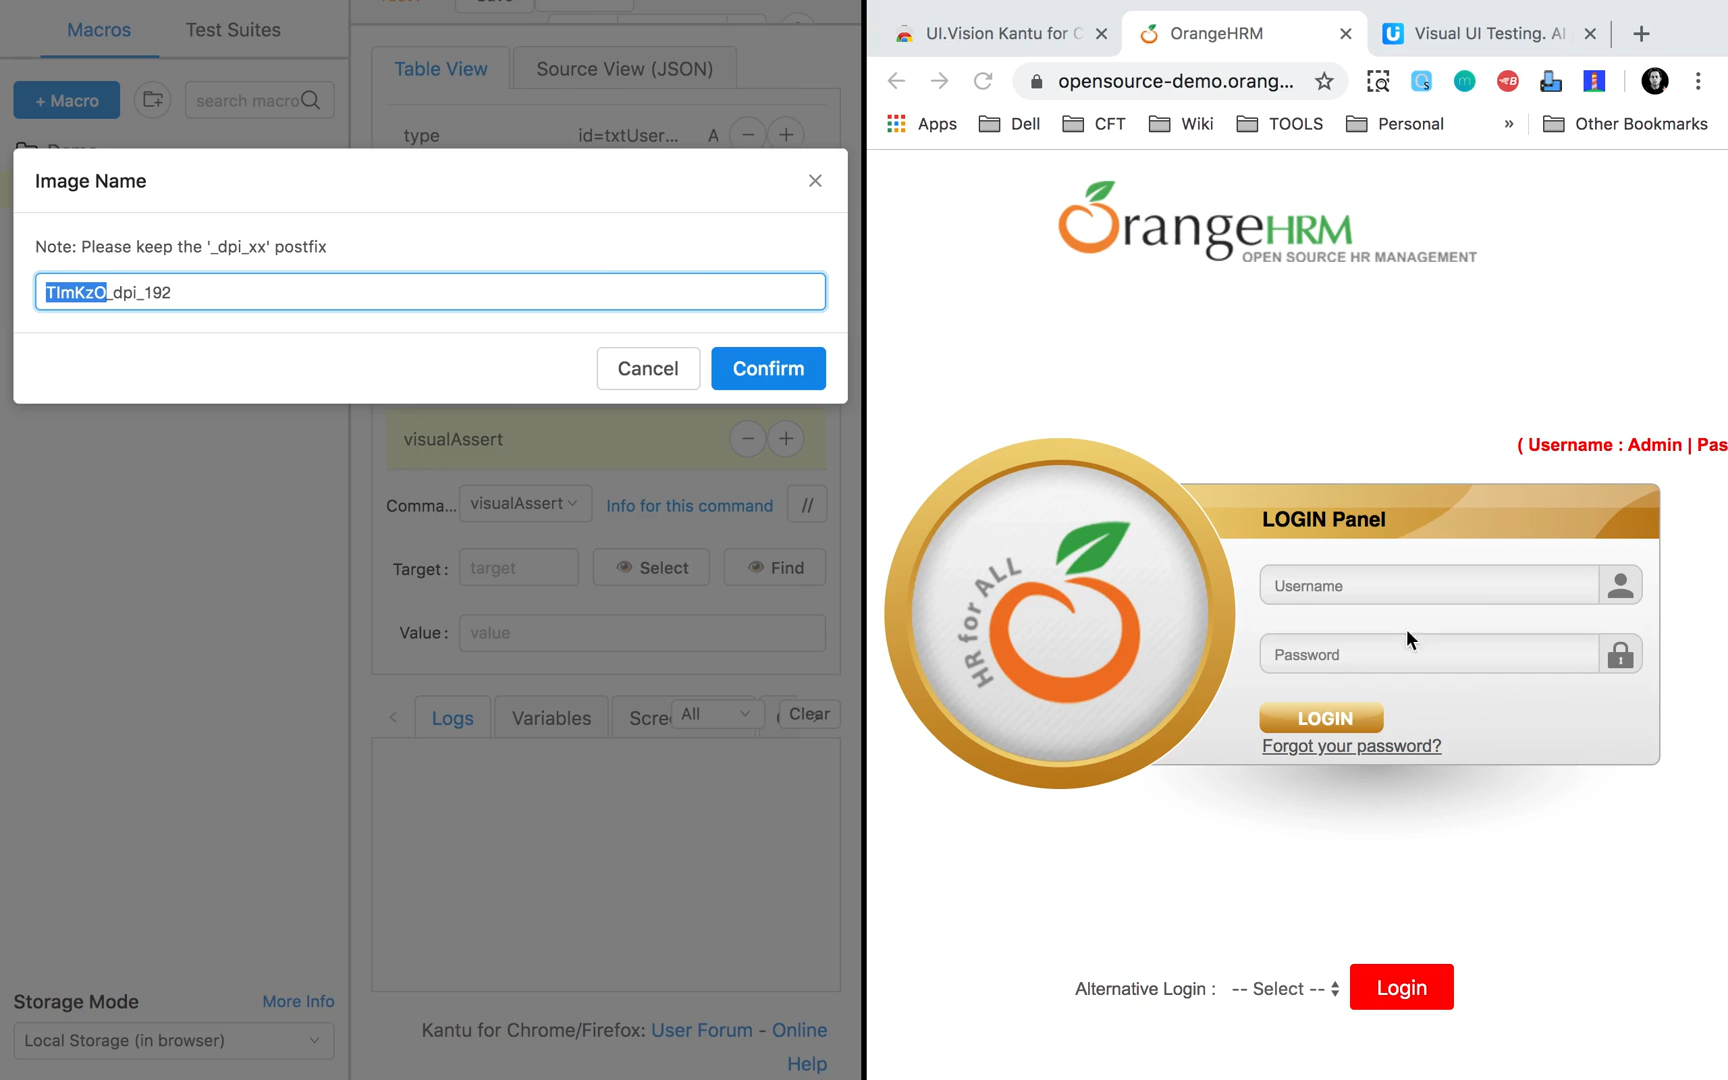 Macros
Test Suites
+ Macro
search macro
Image Name
Note: Please keep the '_dpi_xx' postfix
TImKzO_dpi_192
Cancel
Confirm
Storage Mode
More Info
Local Storage (in browser)
Table View
Source View (JSON)
type
id=txtUser...
A
visualAssert
Comma...
visualAssert
Info for this command
//
Target:
target
Select
Find
Value:
value
Logs
Variables
Scre
All
Clear
Kantu for Chrome/Firefox: User Forum - Online
Help
UI.Vision Kantu for C
OrangeHRM
Visual UI Testing. AI
opensource-demo.orang...
Apps
Dell
CFT
Wiki
TOOLS
Personal
»
Other Bookmarks
OrangeHRM
OPEN SOURCE HR MANAGEMENT
( Username : Admin | Pas
HR for ALL
LOGIN Panel
Username
Password
LOGIN
Forgot your password?
Alternative Login :
-- Select --
Login